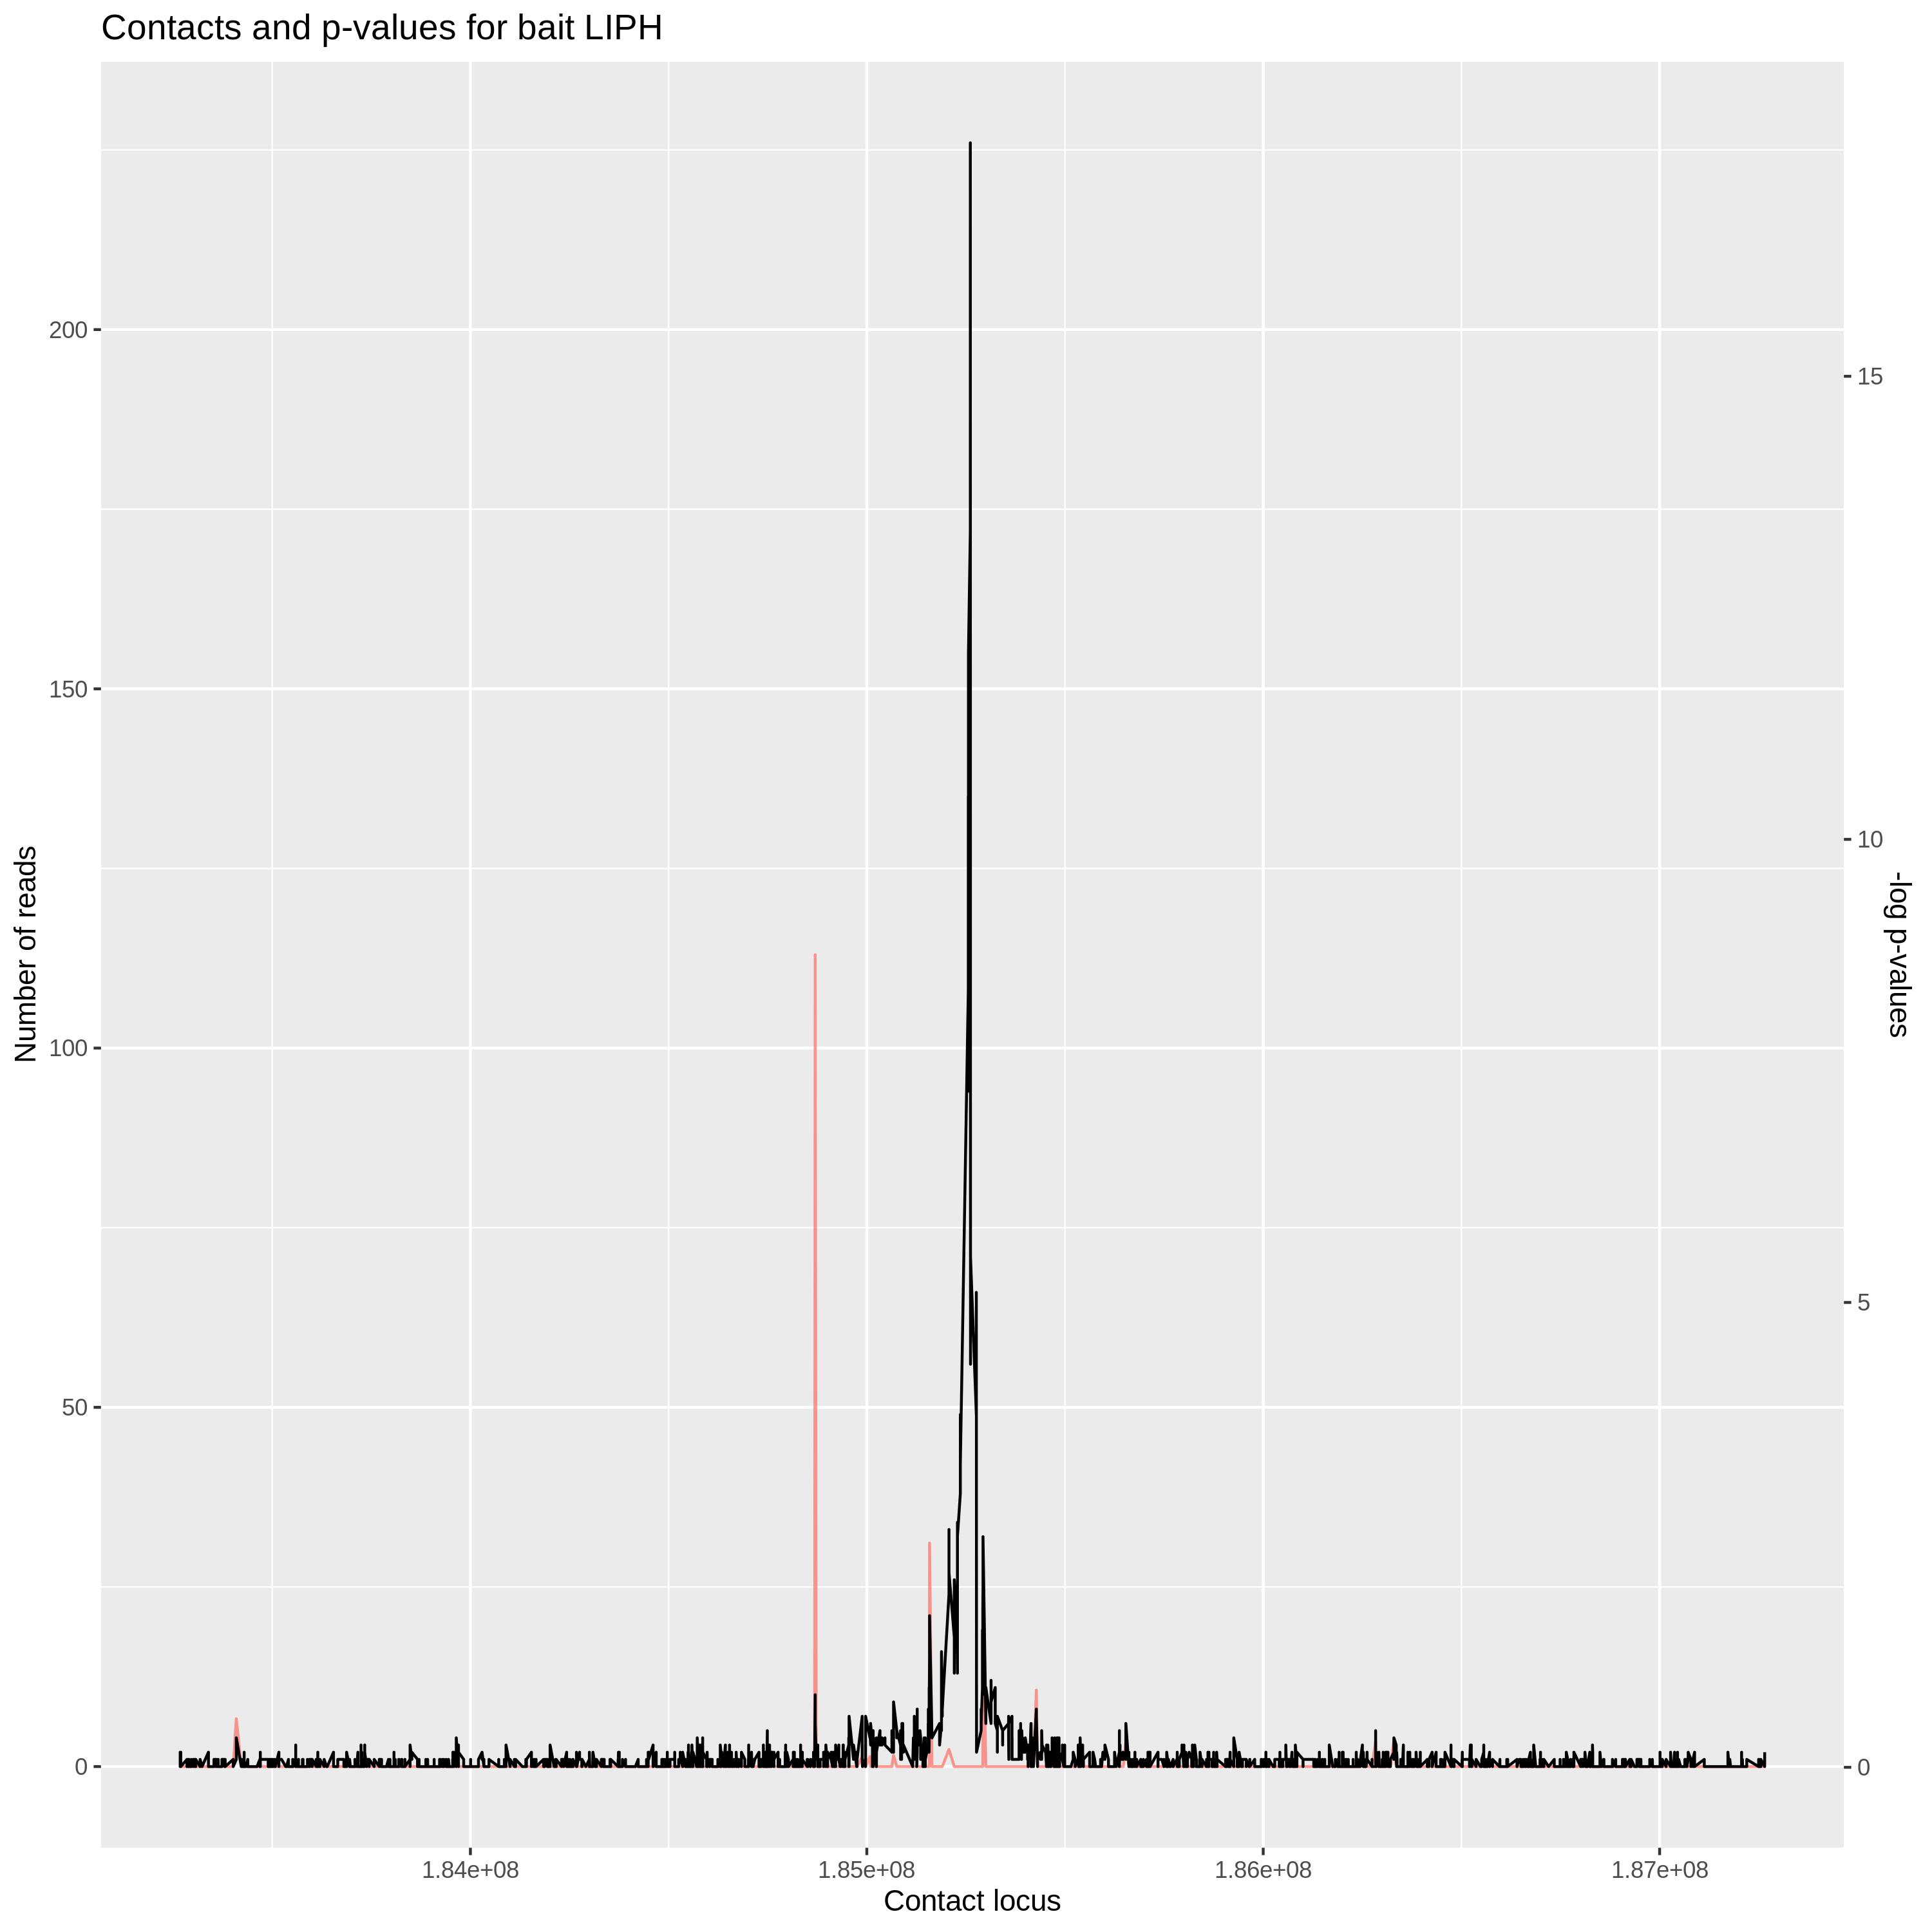 Contacts and p-values for bait LIPH
Number of reads
200
150
100
50
0
15
10
5
0
-log p-values
1.84e+08 1.85e+08 1.86e+08 1.87e+08
Contact locus